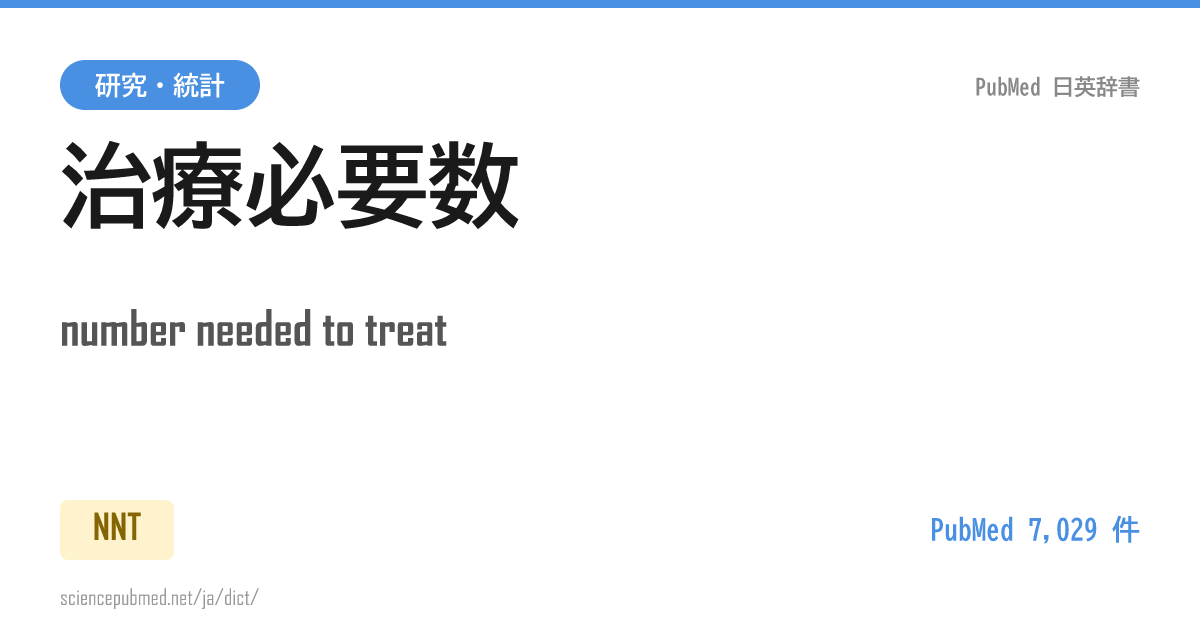 研究・統計
PubMed 日英辞書
治療必要数
number needed to treat
NNT
PubMed 7,029 件
sciencepubmed.net/ja/dict/